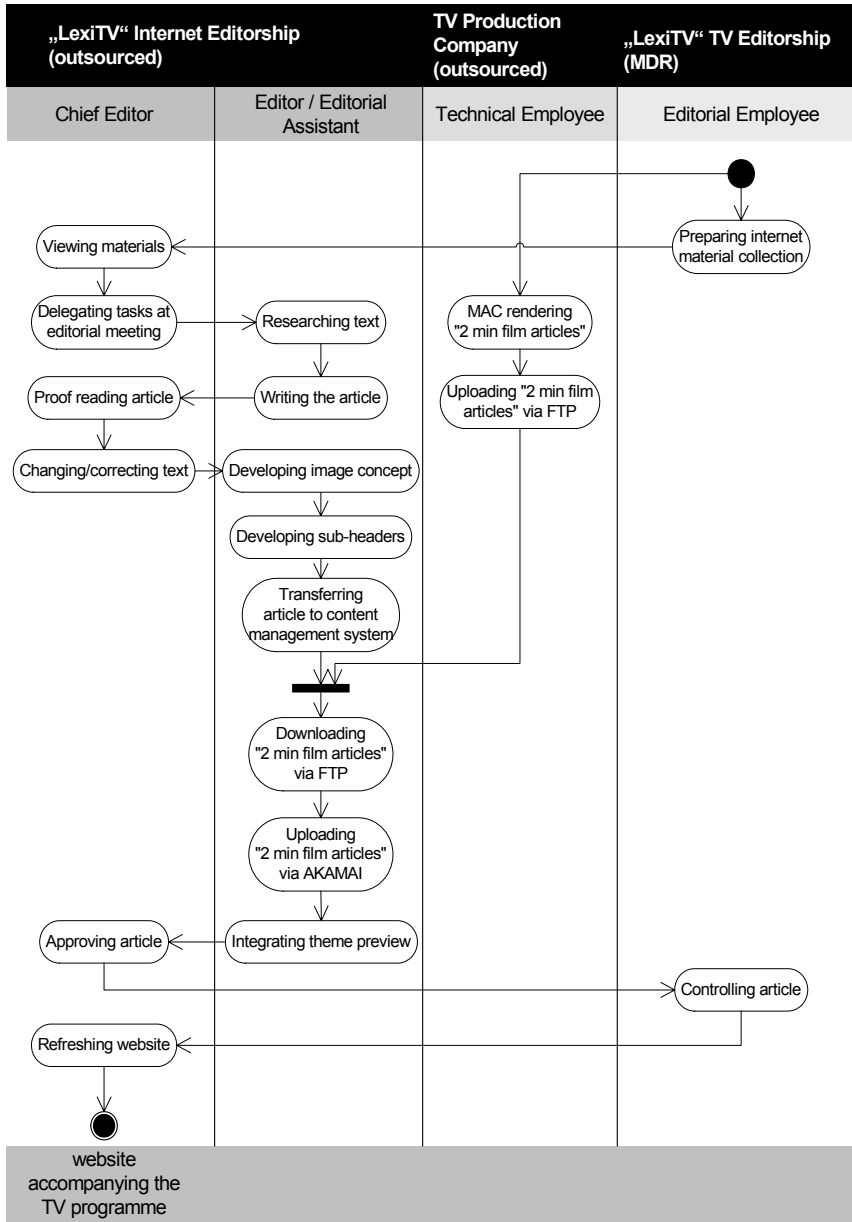 „LexiTV“ Internet Editorship
(outsourced)
TV Production
Company
(outsourced)
„LexiTV“ TV Editorship
(MDR)
Chief Editor
Editor / Editorial
Assistant
Technical Employee
Editorial Employee
Viewing materials
Preparing internet
material collection
Delegating tasks at
editorial meeting
Researching text
MAC rendering
"2 min film articles"
Proof reading article
Writing the article
Uploading "2 min film
articles" via FTP
Changing/correcting text
Developing image concept
Developing sub-headers
Transferring
article to content
management system
Downloading
"2 min film articles"
via FTP
Uploading
"2 min film articles"
via AKAMAI
Approving article
Integrating theme preview
Controlling article
Refreshing website
website
accompanying the
TV programme